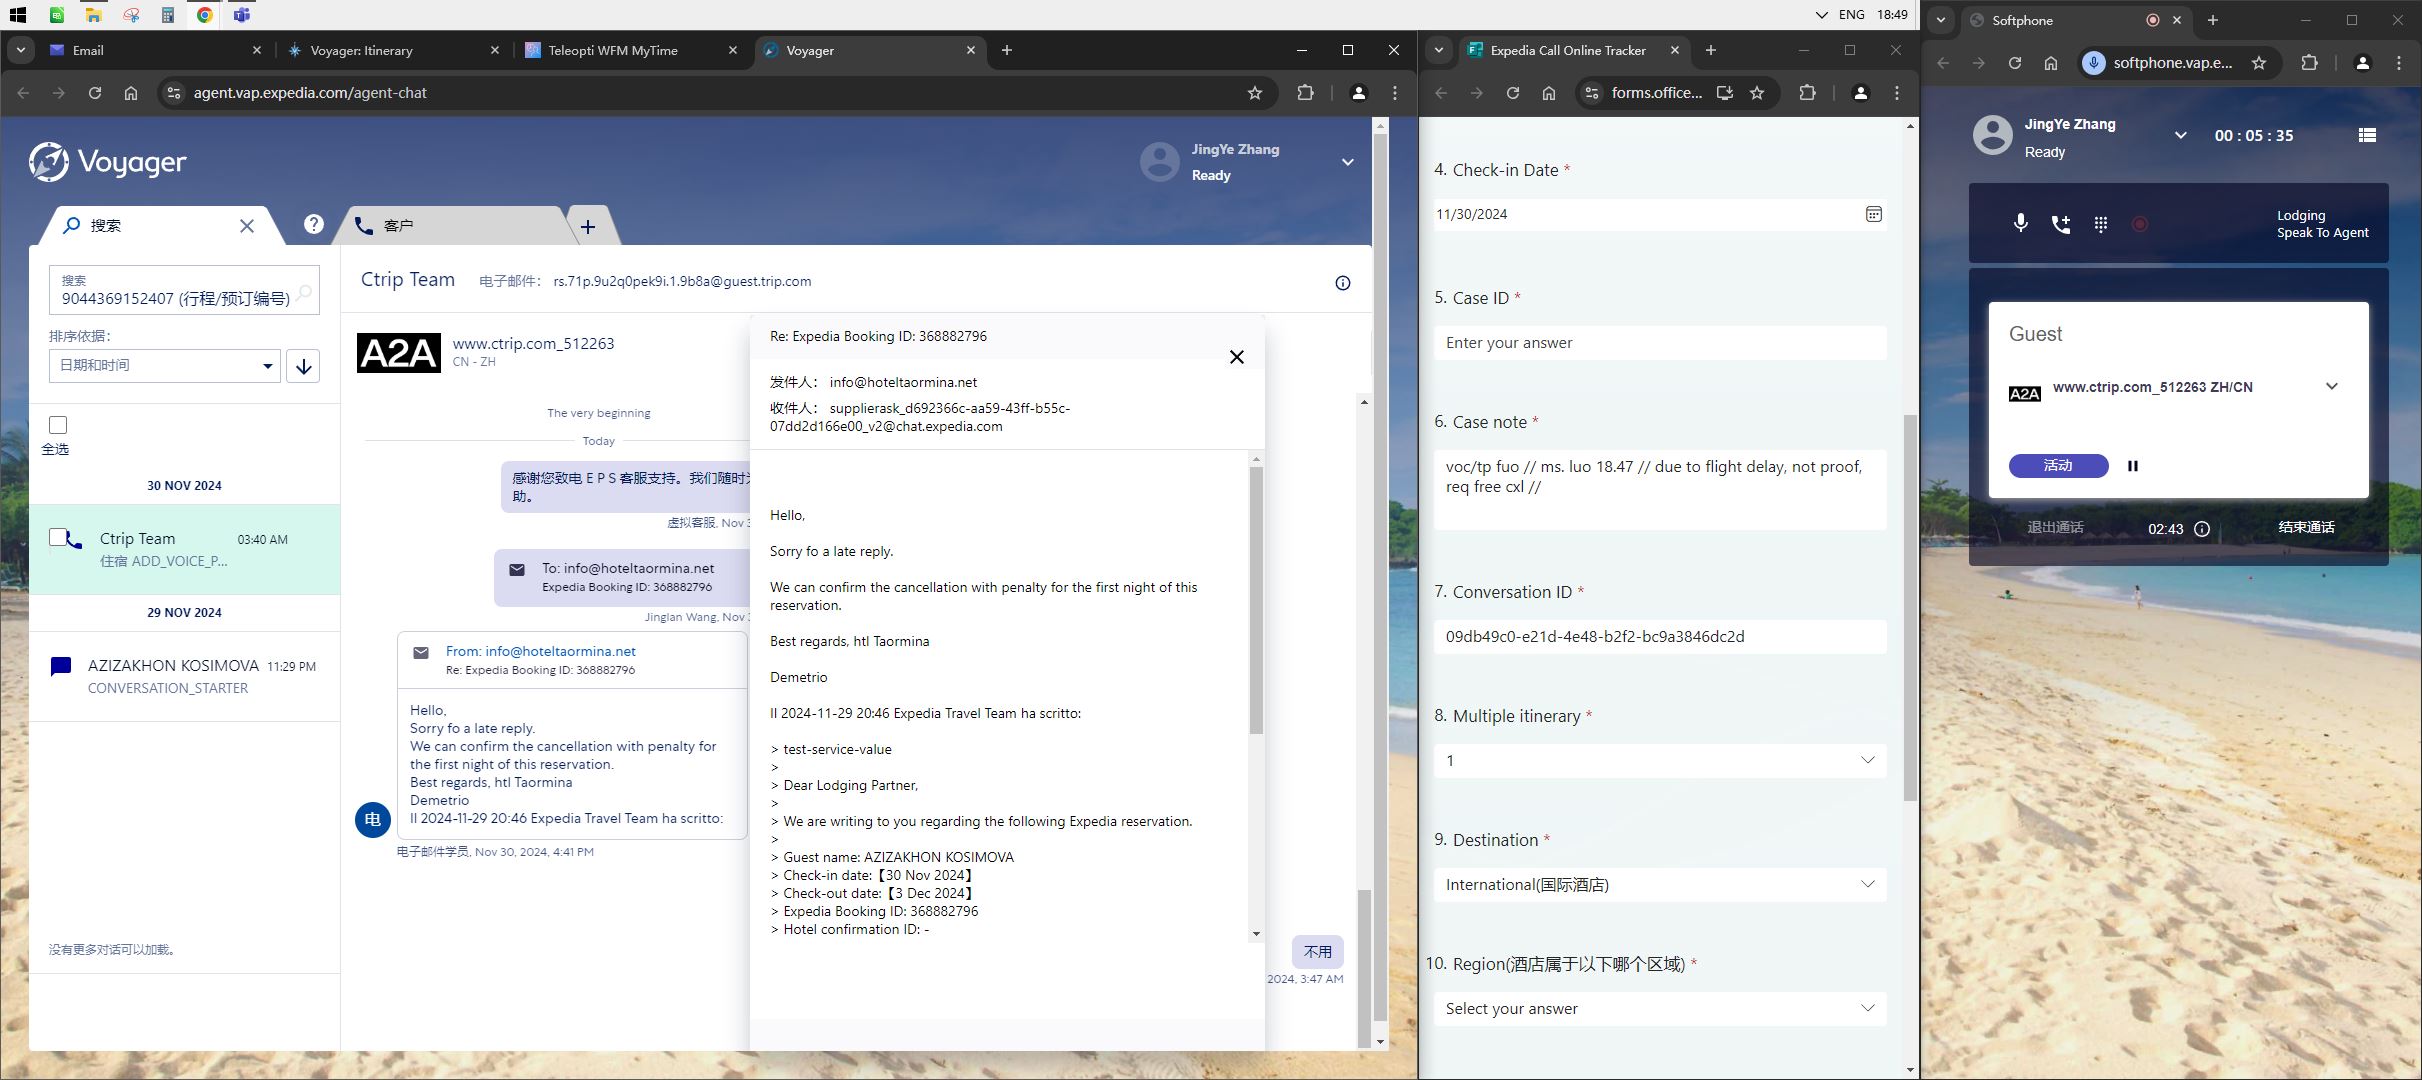 ENG 18:49
Email
Voyager: Itinerary
Teleopti WFM MyTime
Voyager
agent.vap.expedia.com/agent-chat
Voyager
JingYe Zhang
Ready
搜索
客户
搜索
9044369152407 (行程/预订编号)
排序依据:
日期和时间
全选
30 NOV 2024
Ctrip Team 03:40 AM
住宿 ADD_VOICE_P...
29 NOV 2024
AZIZAKHON KOSIMOVA 11:29 PM
CONVERSATION_STARTER
没有更多对话可以加载。
Ctrip Team 电子邮件: rs.71p.9u2q0pek9i.1.9b8a@guest.trip.com
A2A
www.ctrip.com_512263
CN - ZH
The very beginning
Today
感谢您致电 E P S 客服支持。我们随时
助。
虚拟客服, Nov 3
To: info@hoteltaormina.net
Expedia Booking ID: 368882796
Jinglan Wang, Nov 3
From: info@hoteltaormina.net
Re: Expedia Booking ID: 368882796
Hello,
Sorry fo a late reply.
We can confirm the cancellation with penalty for
the first night of this reservation.
Best regards, htl Taormina
Demetrio
Il 2024-11-29 20:46 Expedia Travel Team ha scritto:
电
电子邮件学员, Nov 30, 2024, 4:41 PM
不用
2024, 3:47 AM
Re: Expedia Booking ID: 368882796
发件人: info@hoteltaormina.net
收件人: supplierask_d692366c-aa59-43ff-b55c-
07dd2d166e00_v2@chat.expedia.com
Hello,
Sorry fo a late reply.
We can confirm the cancellation with penalty for the first night of this
reservation.
Best regards, htl Taormina
Demetrio
Il 2024-11-29 20:46 Expedia Travel Team ha scritto:
> test-service-value
>
> Dear Lodging Partner,
>
> We are writing to you regarding the following Expedia reservation.
>
> Guest name: AZIZAKHON KOSIMOVA
> Check-in date:【30 Nov 2024】
> Check-out date:【3 Dec 2024】
> Expedia Booking ID: 368882796
> Hotel confirmation ID: -
Expedia Call Online Tracker
forms.office...
4. Check-in Date *
11/30/2024
5. Case ID *
Enter your answer
6. Case note *
voc/tp fuo // ms. luo 18.47 // due to flight delay, not proof,
req free cxl //
7. Conversation ID *
09db49c0-e21d-4e48-b2f2-bc9a3846dc2d
8. Multiple itinerary *
1
9. Destination *
International(国际酒店)
10. Region(酒店属于以下哪个区域) *
Select your answer
Softphone
softphone.vap.e...
JingYe Zhang
Ready
00 : 05 : 35
Lodging
Speak To Agent
Guest
A2A www.ctrip.com_512263 ZH/CN
活动
退出通话 02:43 结束通话